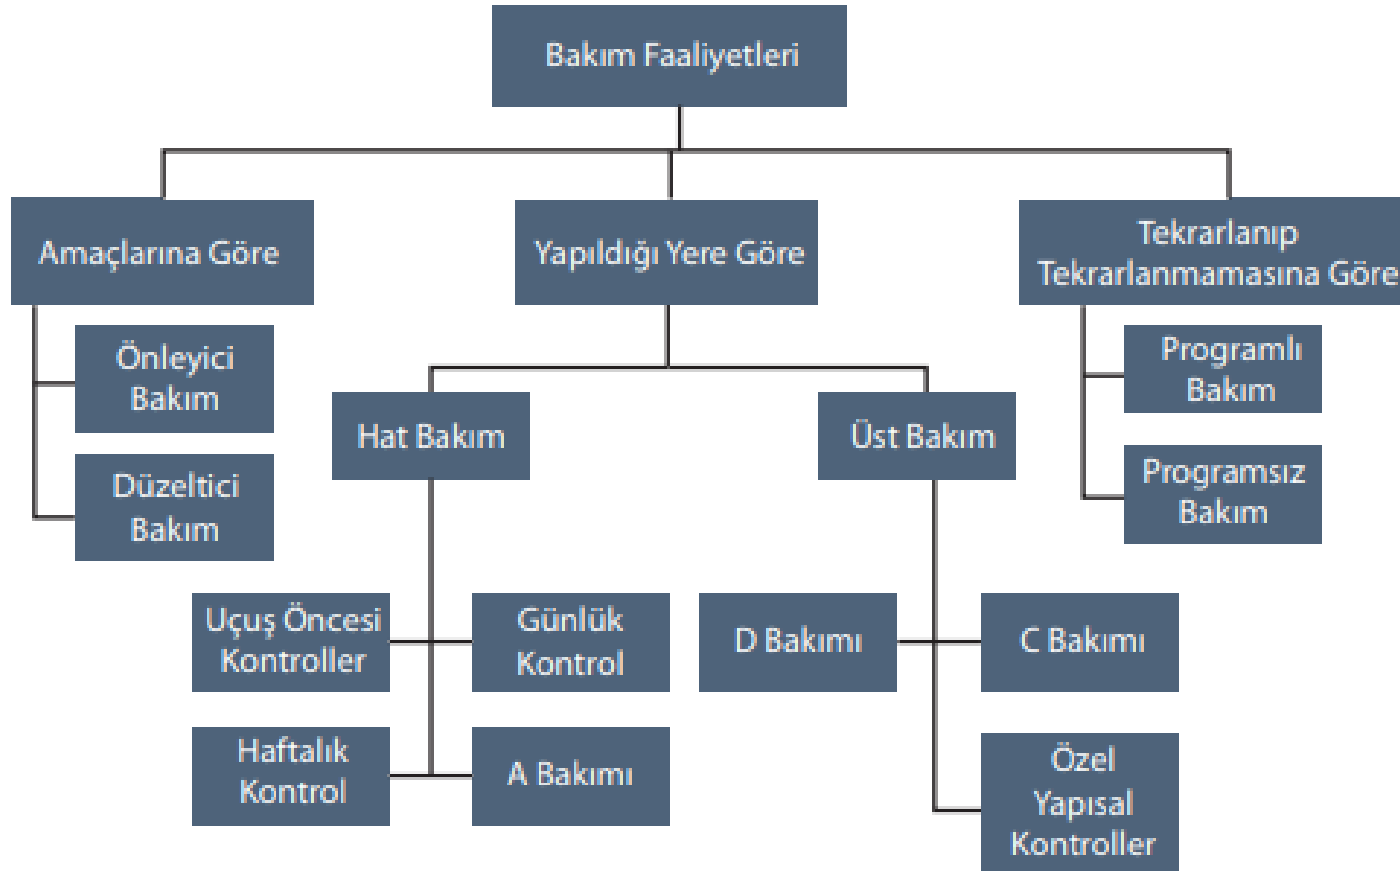 Bakım Faaliyetleri
Amaçlarına Göre
Önleyici
Bakım
Düzeltici
Bakım
Yapıldığı Yere Göre
Hat Bakım
Uçuş Öncesi
Kontroller
Günlük
Kontrol
Haftalık
Kontrol
A Bakımı
Üst Bakım
D Bakımı
C Bakımı
Özel
Yapısal
Kontroller
Tekrarlanıp
Tekrarlanmamasına Göre
Programlı
Bakım
Programsız
Bakım